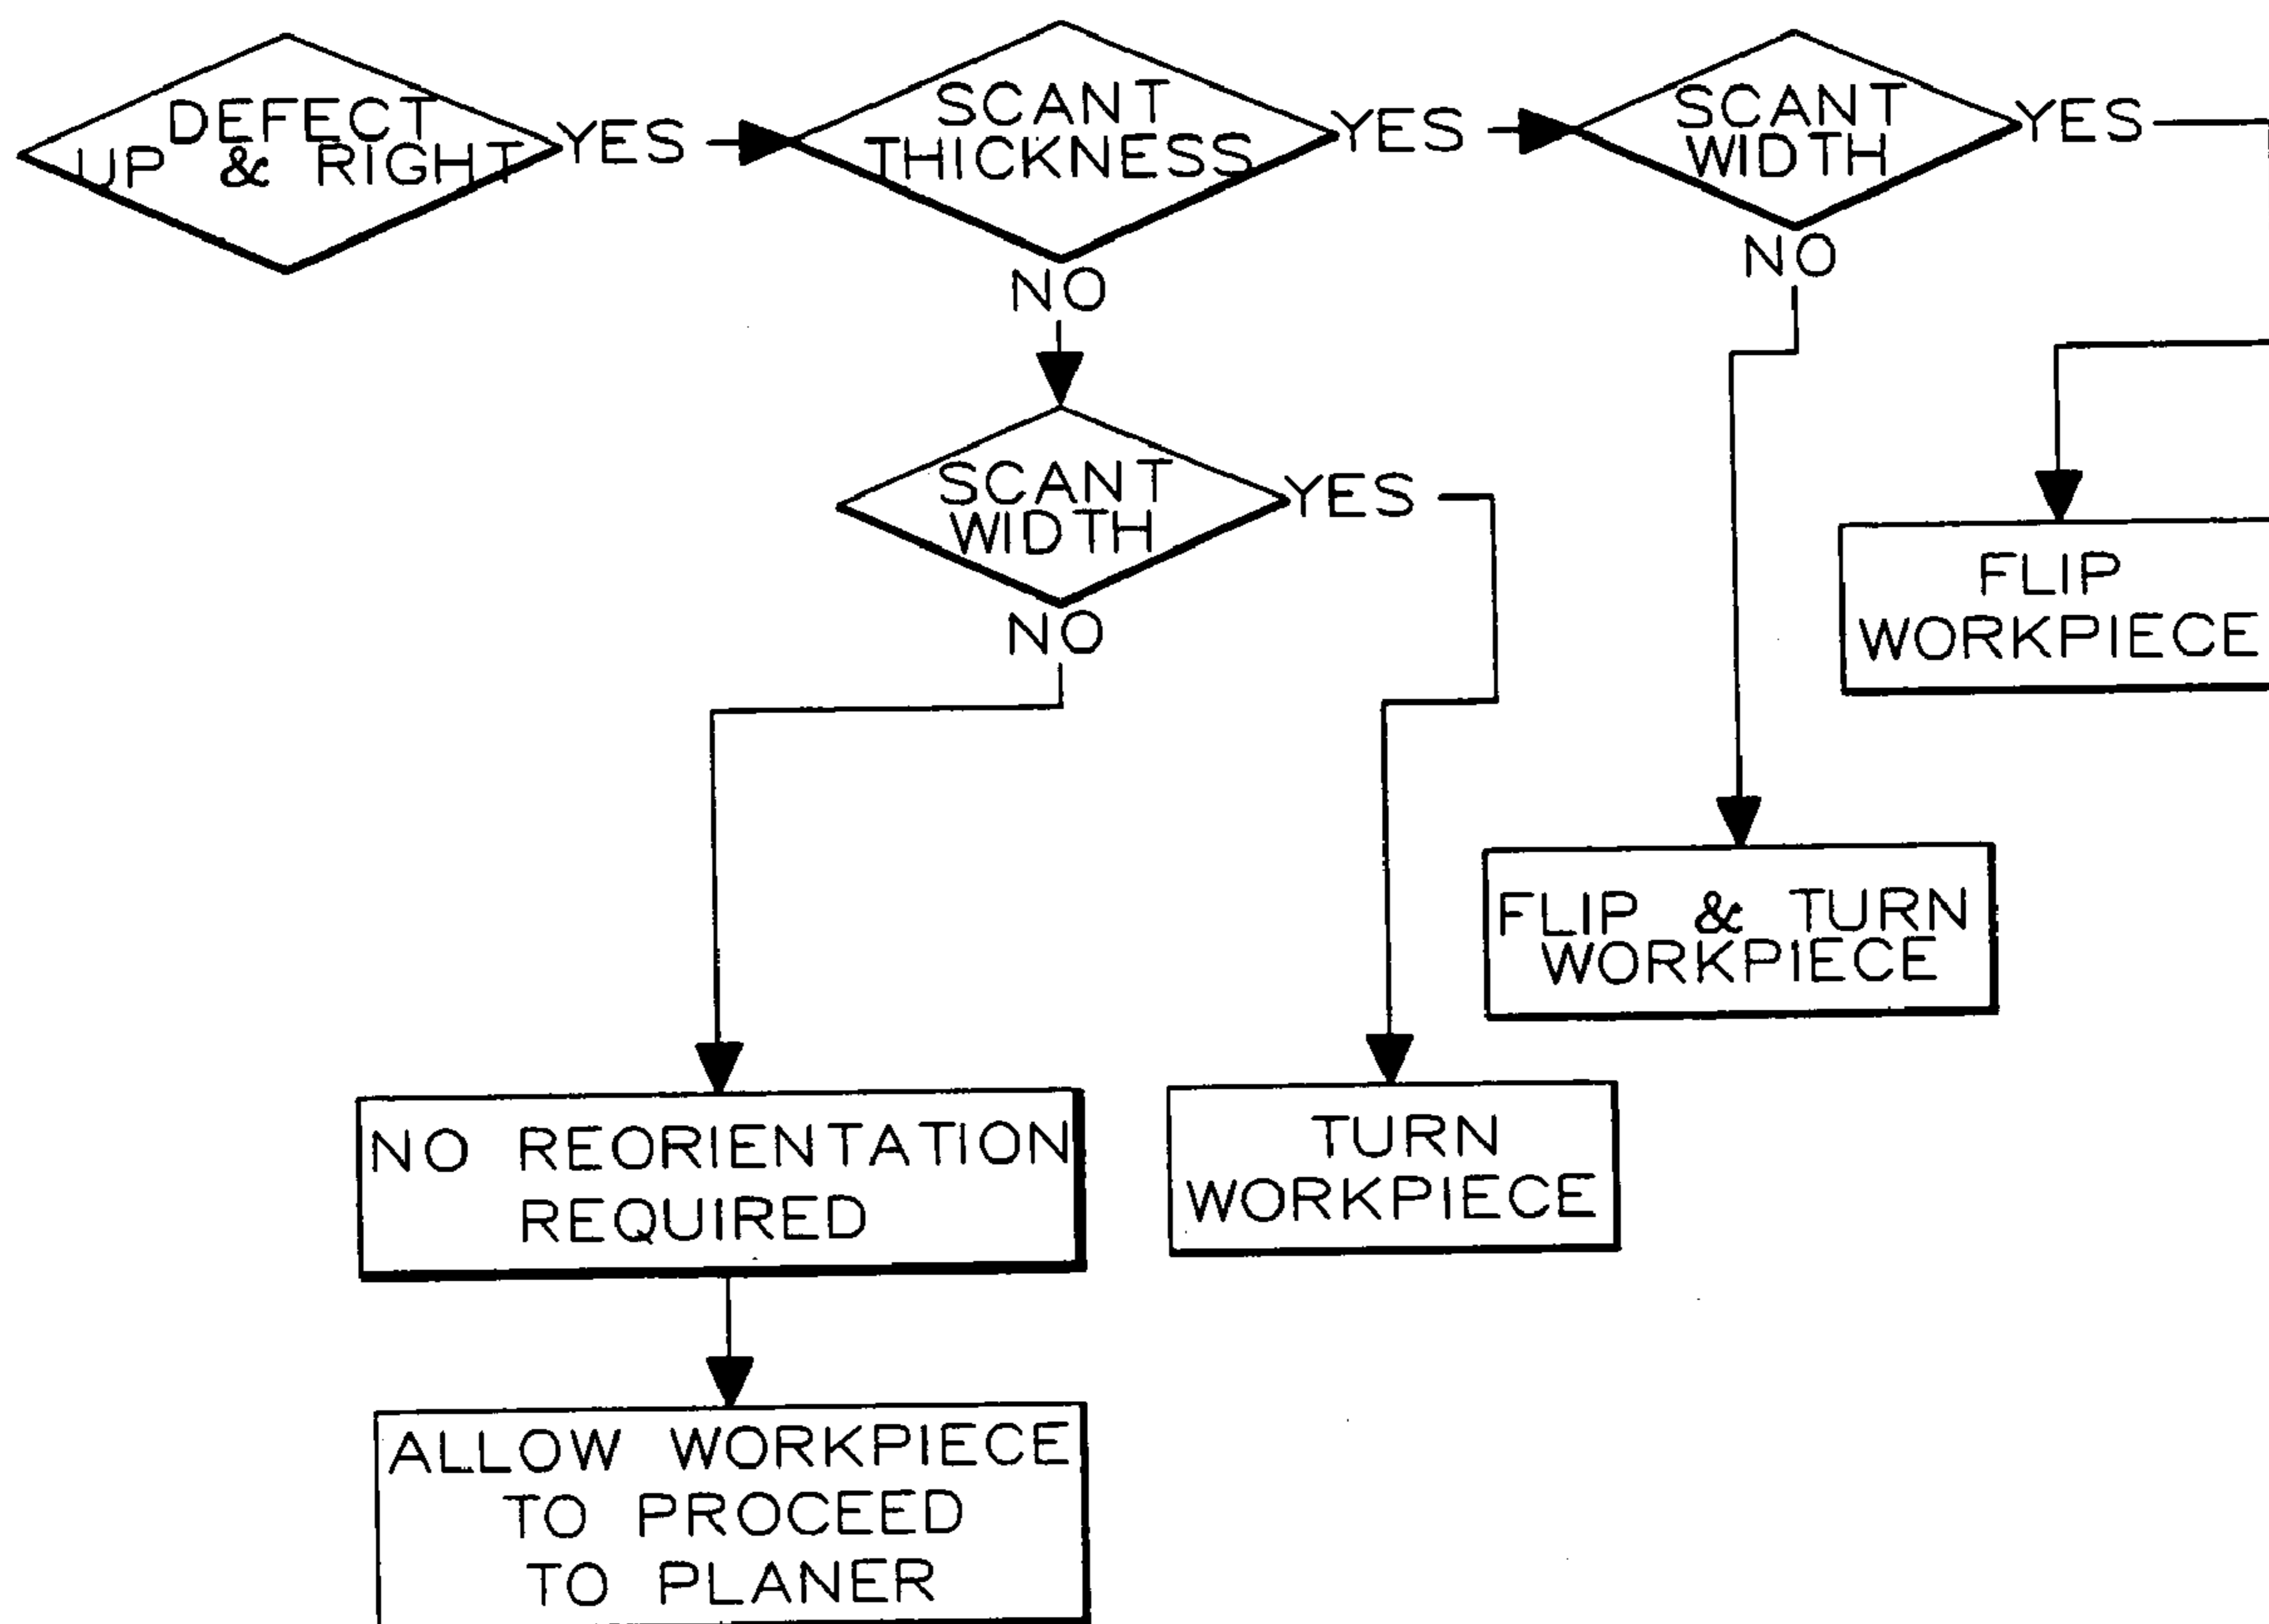 DEFECT
UP & RIGHT
YES
SCANT
THICKNESS
YES
SCANT
WIDTH
YES
NO
NO
SCANT
WIDTH
YES
NO
FLIP
WORKPIECE
FLIP & TURN
WORKPIECE
NO REORIENTATION
REQUIRED
TURN
WORKPIECE
ALLOW WORKPIECE
TO PROCEED
TO PLANER